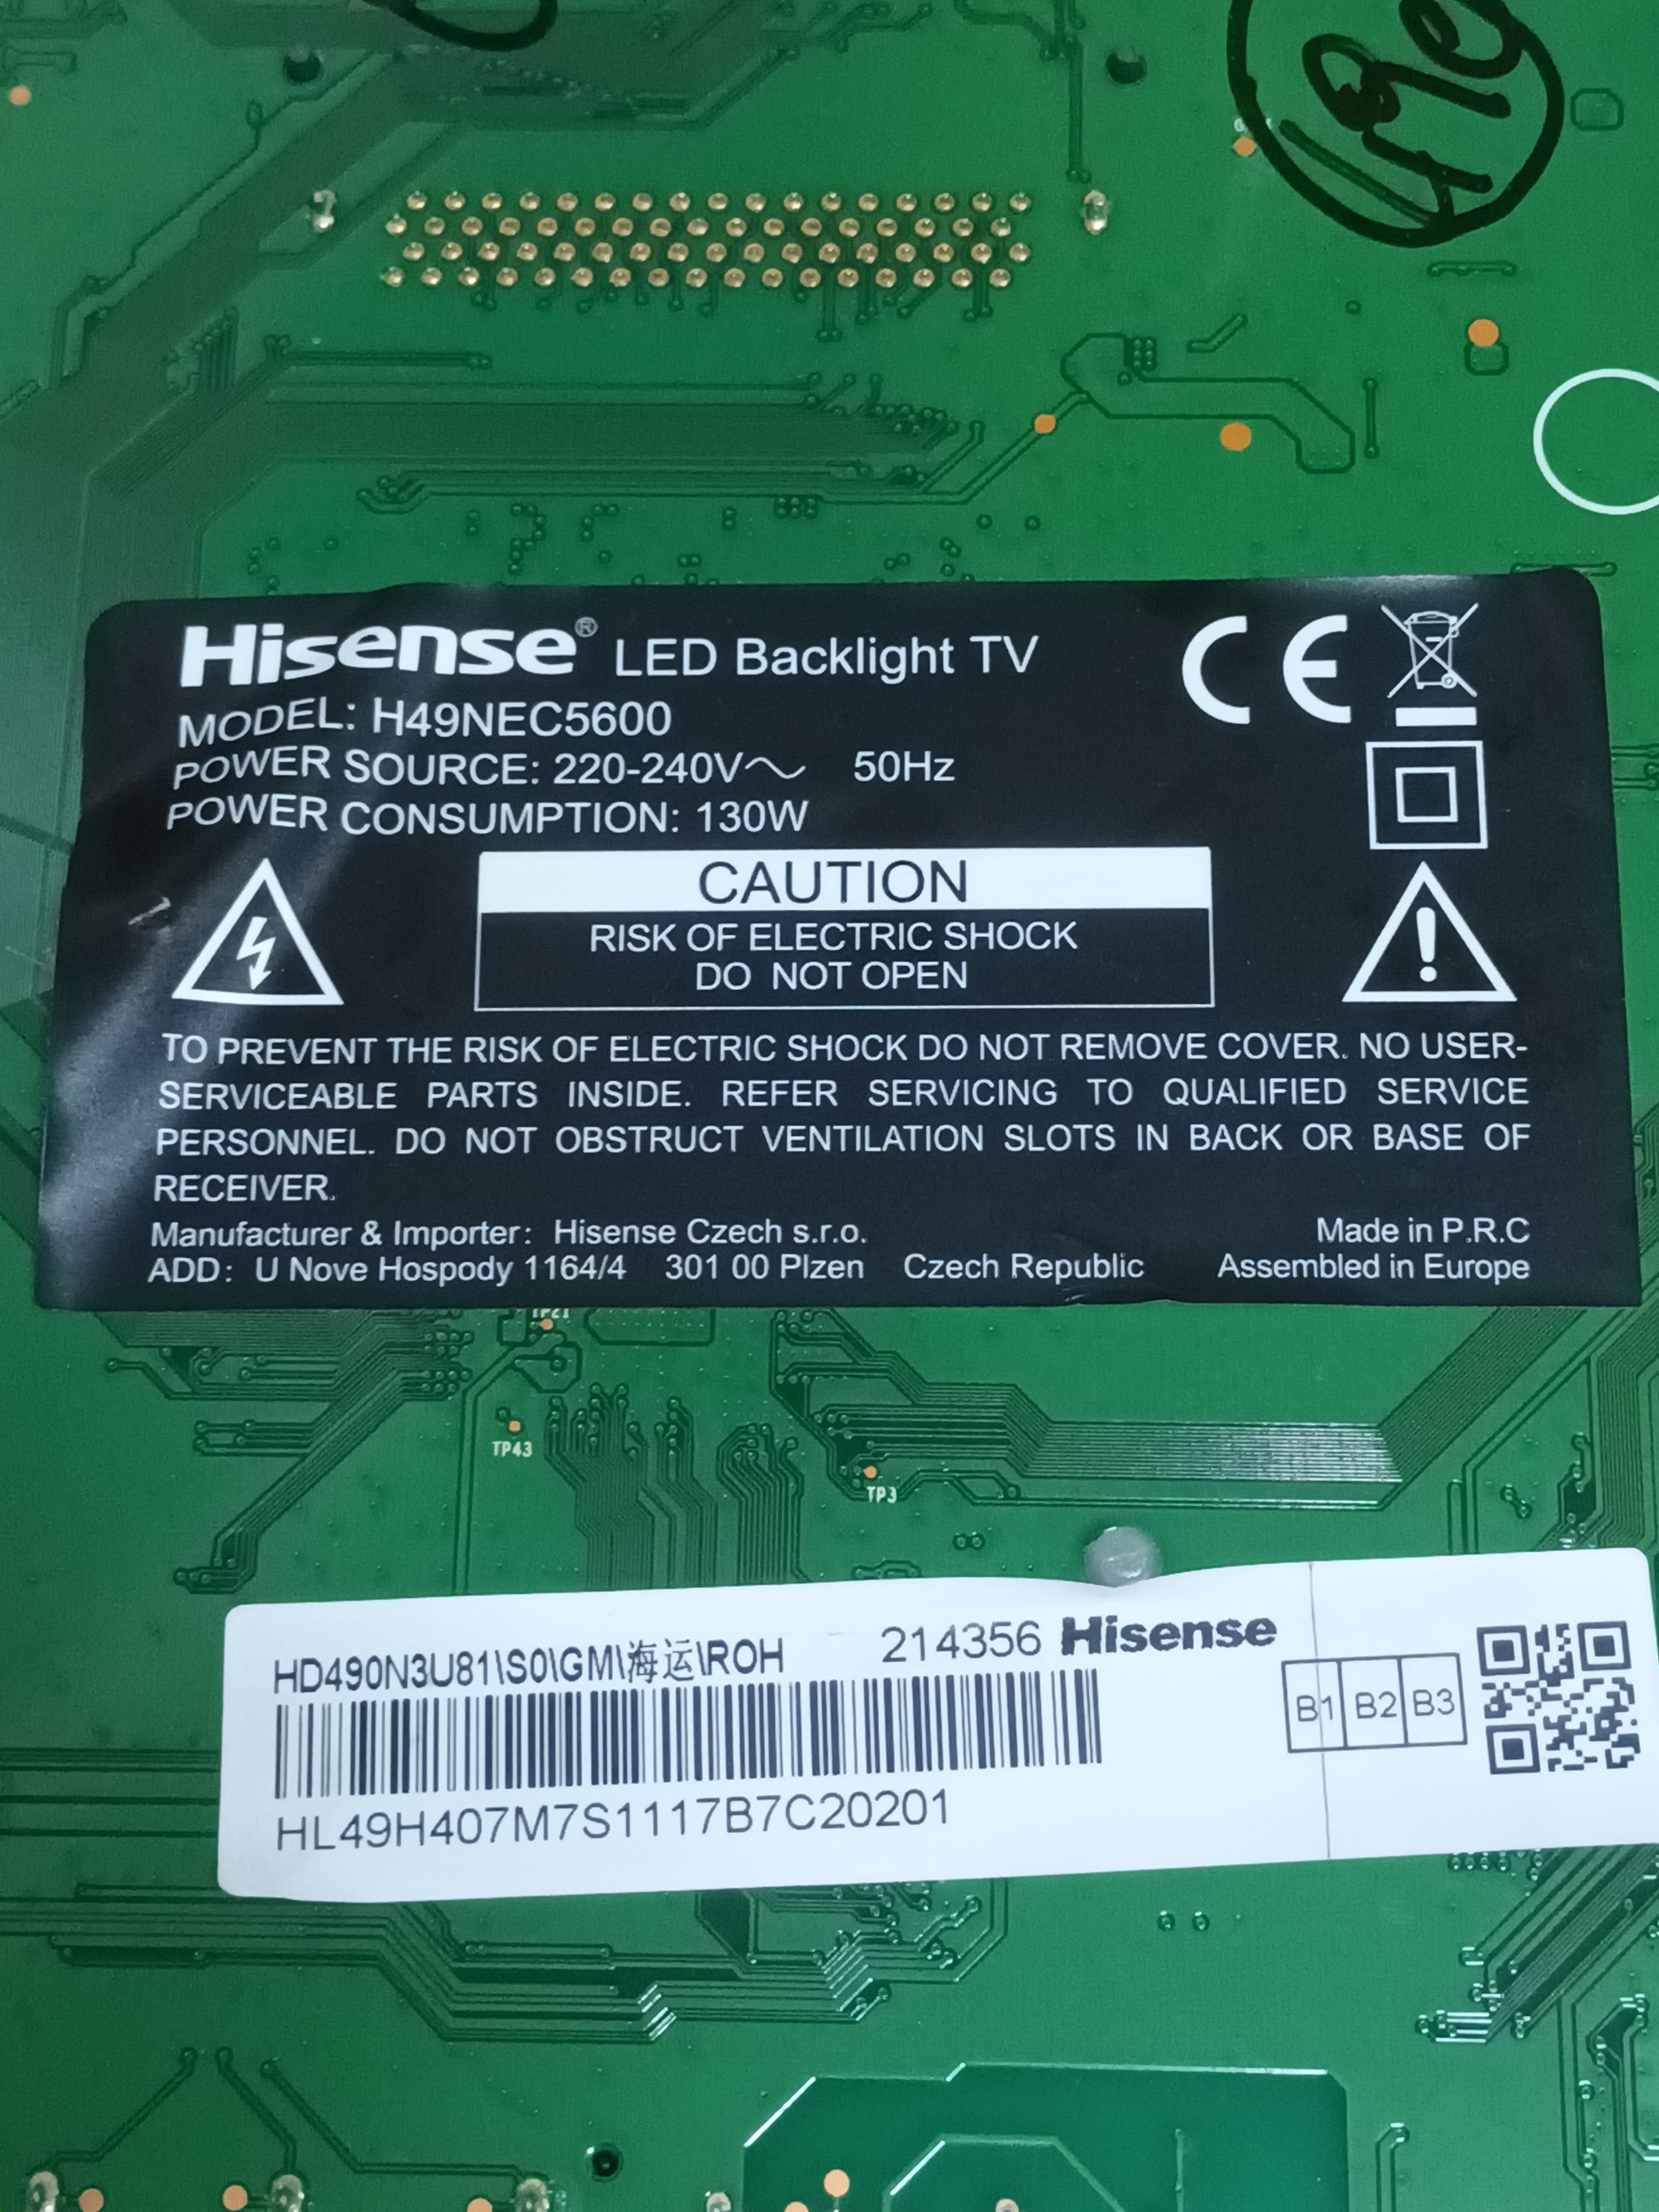 Hisense® LED Backlight TV
MODEL: H49NEC5600
POWER SOURCE: 220-240V～ 50Hz
POWER CONSUMPTION: 130W
CE
CAUTION
RISK OF ELECTRIC SHOCK
DO NOT OPEN
TO PREVENT THE RISK OF ELECTRIC SHOCK DO NOT REMOVE COVER. NO USER-
SERVICEABLE PARTS INSIDE. REFER SERVICING TO QUALIFIED SERVICE
PERSONNEL. DO NOT OBSTRUCT VENTILATION SLOTS IN BACK OR BASE OF
RECEIVER.
Manufacturer & Importer: Hisense Czech s.r.o. Made in P.R.C
ADD: U Nove Hospody 1164/4 301 00 Plzen Czech Republic Assembled in Europe
TP21
TP43
TP3
HD490N3U81\S0\GM\海运\ROH 214356 Hisense
B1 B2 B3
HL49H407M7S1117B7C20201